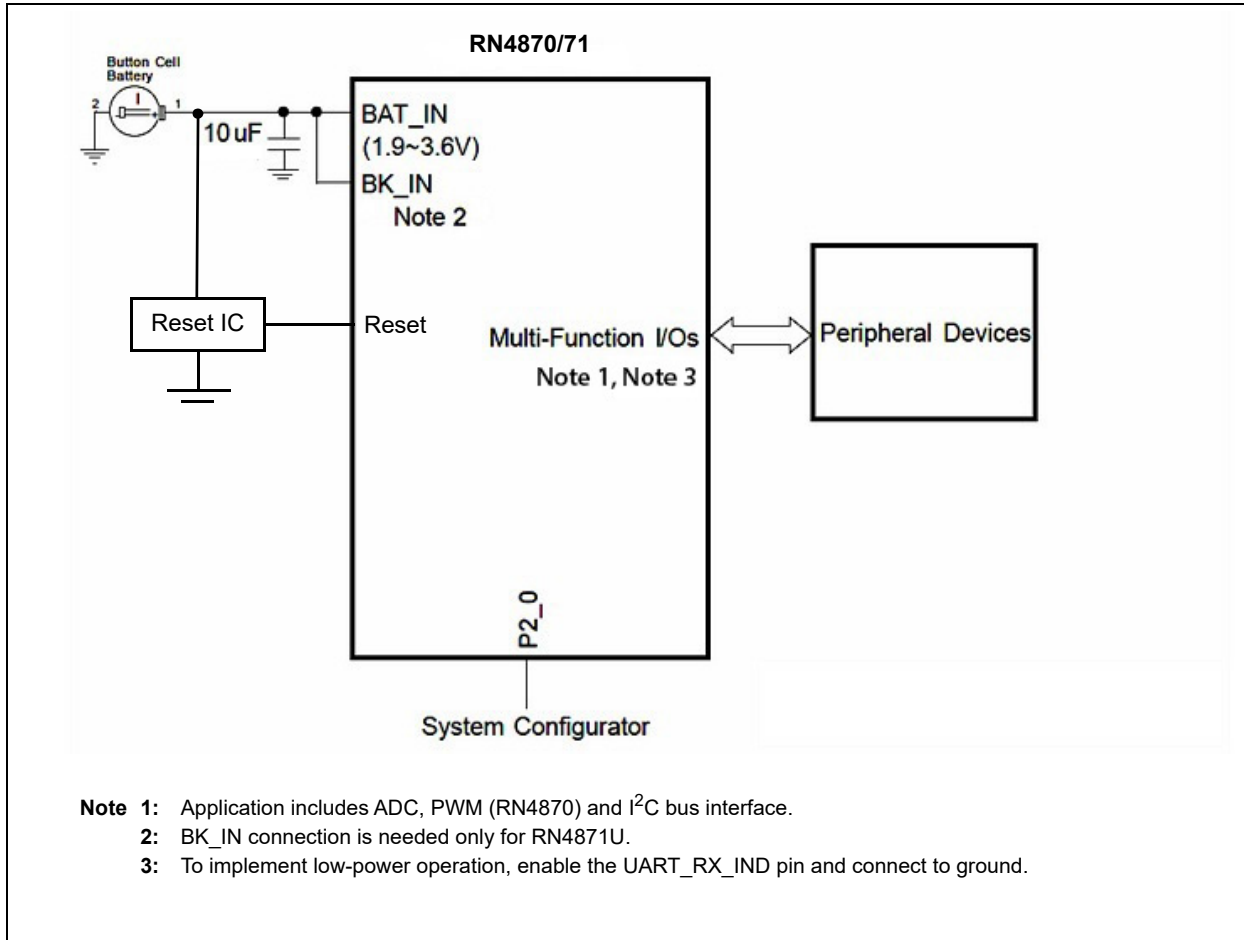 RN4870/71
Button Cell
Battery
2
1
10 uF
BAT_IN
(1.9~3.6V)
BK_IN
Note 2
Reset IC
Reset
Multi-Function I/Os
Note 1, Note 3
Peripheral Devices
P2_0
System Configurator
Note 1: Application includes ADC, PWM (RN4870) and I²C bus interface.
2: BK_IN connection is needed only for RN4871U.
3: To implement low-power operation, enable the UART_RX_IND pin and connect to ground.